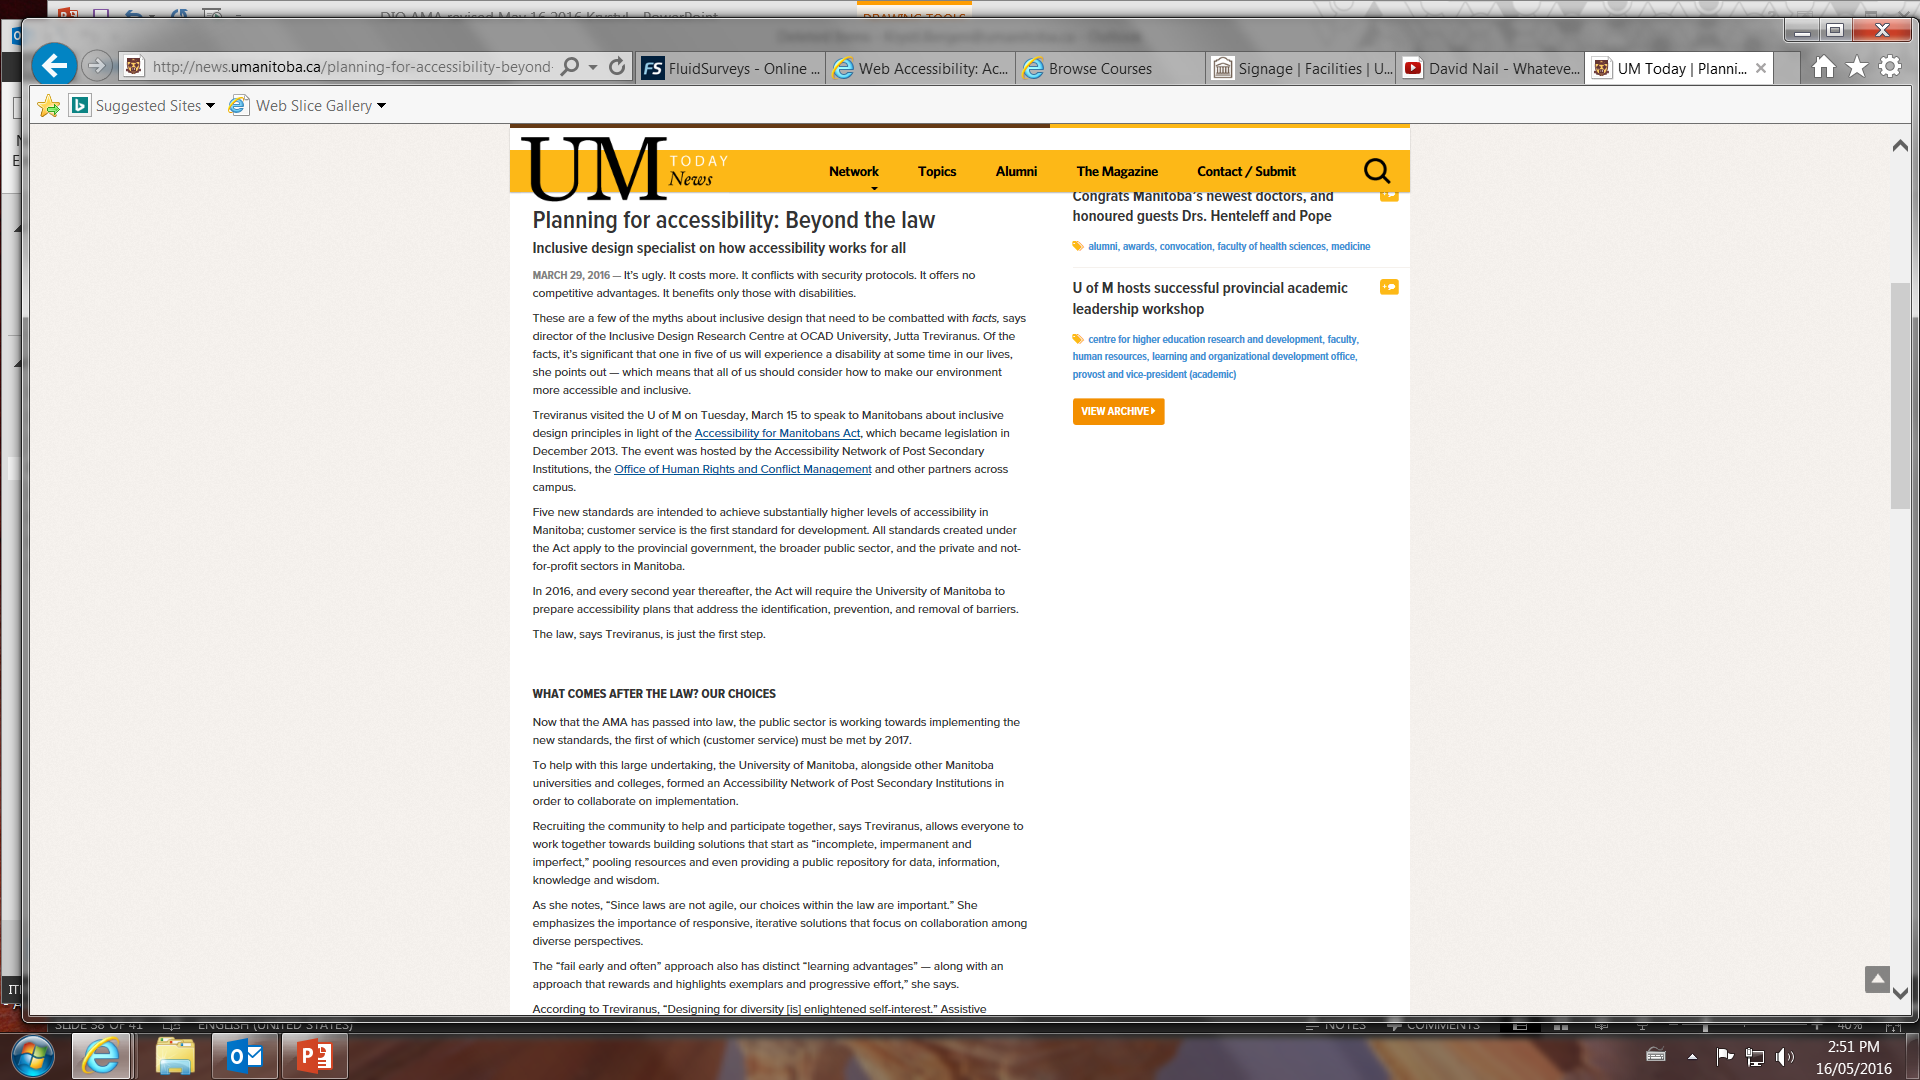 DIO AMA revised May 16 2016 Krystyl - PowerPoint
DRAWING TOOLS
http://news.umanitoba.ca/planning-for-accessibility-beyond-
FluidSurveys - Online ...
Web Accessibility: Ac...
Browse Courses
Signage | Facilities | U...
David Nail - Whateve...
UM Today | Planni...
Suggested Sites
Web Slice Gallery
UM TODAY
News
Network
Topics
Alumni
The Magazine
Contact / Submit
Planning for accessibility: Beyond the law
Inclusive design specialist on how accessibility works for all
MARCH 29, 2016 — It's ugly. It costs more. It conflicts with security protocols. It offers no
competitive advantages. It benefits only those with disabilities.
These are a few of the myths about inclusive design that need to be combatted with facts, says
director of the Inclusive Design Research Centre at OCAD University, Jutta Treviranus. Of the
facts, it's significant that one in five of us will experience a disability at some time in our lives,
she points out — which means that all of us should consider how to make our environment
more accessible and inclusive.
Treviranus visited the U of M on Tuesday, March 15 to speak to Manitobans about inclusive
design principles in light of the Accessibility for Manitobans Act, which became legislation in
December 2013. The event was hosted by the Accessibility Network of Post Secondary
Institutions, the Office of Human Rights and Conflict Management and other partners across
campus.
Five new standards are intended to achieve substantially higher levels of accessibility in
Manitoba; customer service is the first standard for development. All standards created under
the Act apply to the provincial government, the broader public sector, and the private and not-
for-profit sectors in Manitoba.
In 2016, and every second year thereafter, the Act will require the University of Manitoba to
prepare accessibility plans that address the identification, prevention, and removal of barriers.
The law, says Treviranus, is just the first step.
WHAT COMES AFTER THE LAW? OUR CHOICES
Now that the AMA has passed into law, the public sector is working towards implementing the
new standards, the first of which (customer service) must be met by 2017.
To help with this large undertaking, the University of Manitoba, alongside other Manitoba
universities and colleges, formed an Accessibility Network of Post Secondary Institutions in
order to collaborate on implementation.
Recruiting the community to help and participate together, says Treviranus, allows everyone to
work together towards building solutions that start as “incomplete, impermanent and
imperfect,” pooling resources and even providing a public repository for data, information,
knowledge and wisdom.
As she notes, “Since laws are not agile, our choices within the law are important.” She
emphasizes the importance of responsive, iterative solutions that focus on collaboration among
diverse perspectives.
The “fail early and often” approach also has distinct “learning advantages” — along with an
approach that rewards and highlights exemplars and progressive effort,” she says.
According to Treviranus, “Designing for diversity [is] enlightened self-interest.” Assistive
Congrats Manitoba's newest doctors, and
honoured guests Drs. Henteleff and Pope
alumni, awards, convocation, faculty of health sciences, medicine
U of M hosts successful provincial academic
leadership workshop
centre for higher education research and development, faculty,
human resources, learning and organizational development office,
provost and vice-president (academic)
VIEW ARCHIVE
SLIDE 38 OF 41
ENGLISH (UNITED STATES)
NOTES
COMMENTS
40%
2:51 PM
16/05/2016